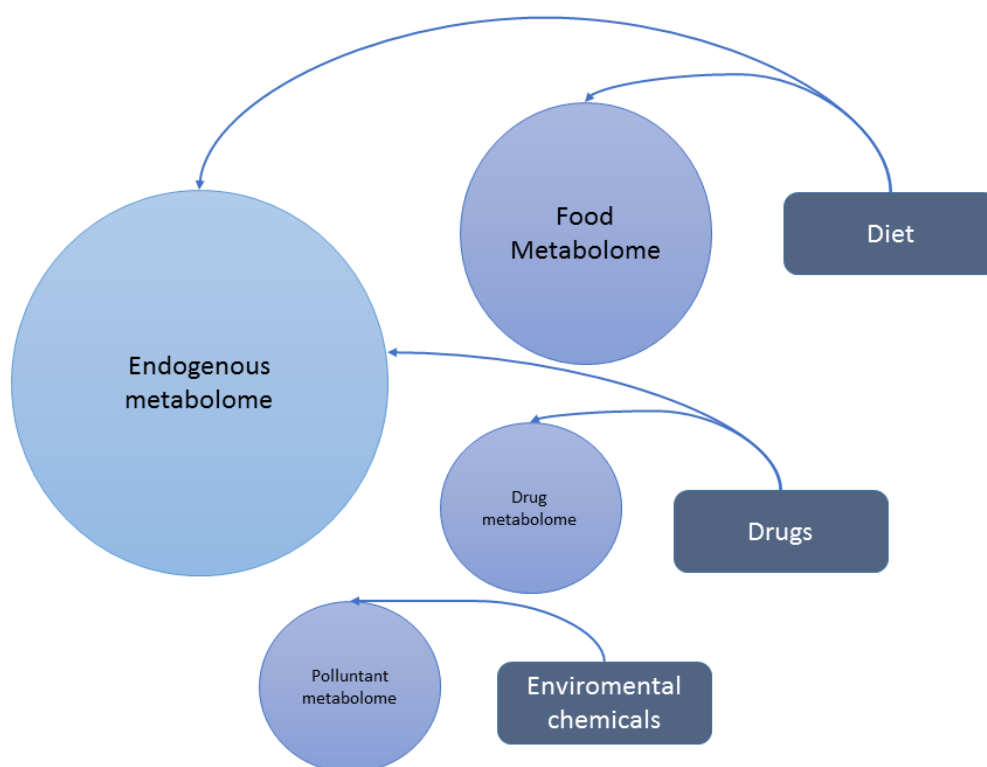 Food
Metabolome
Diet
Endogenous
metabolome
Drug
metabolome
Drugs
Polluntant
metabolome
Enviromental
chemicals